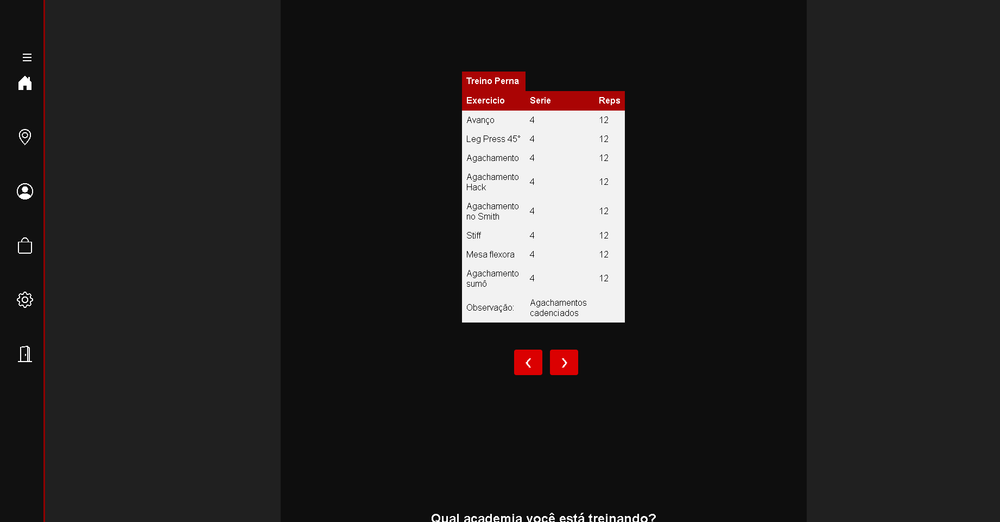 Treino Perna
Exercicio Serie Reps
Avanço 4 12
Leg Press 45° 4 12
Agachamento 4 12
Agachamento
Hack 4 12
Agachamento
no Smith 4 12
Stiff 4 12
Mesa flexora 4 12
Agachamento
sumô 4 12
Observação: Agachamentos
cadenciados
Qual academia você está treinando?